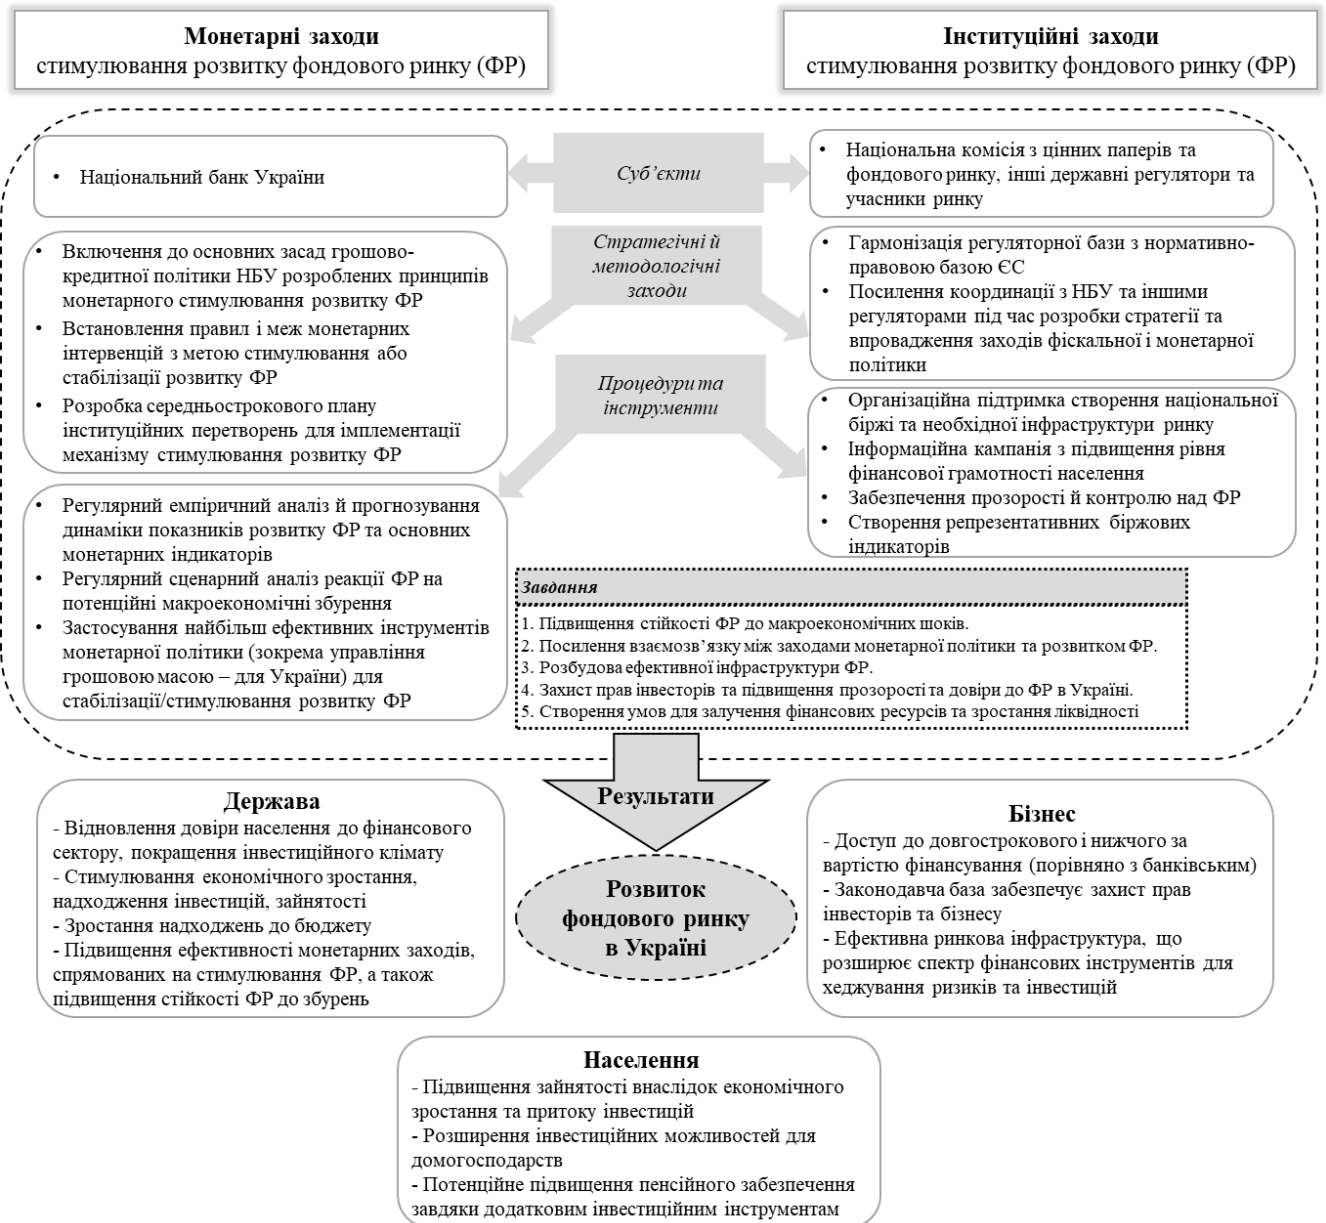 Монетарні заходи
стимулювання розвитку фондового ринку (ФР)
Інституційні заходи
стимулювання розвитку фондового ринку (ФР)
Суб’єкти
• Національний банк України
• Національна комісія з цінних паперів та
фондового ринку, інші державні регулятори та
учасники ринку
Стратегічні й
методологічні
заходи
• Включення до основних засад грошово-
кредитної політики НБУ розроблених принципів
монетарного стимулювання розвитку ФР
• Встановлення правил і меж монетарних
інтервенцій з метою стимулювання або
стабілізації розвитку ФР
• Розробка середньострокового плану
інституційних перетворень для імплементації
механізму стимулювання розвитку ФР
• Гармонізація регуляторної бази з нормативно-
правовою базою ЄС
• Посилення координації з НБУ та іншими
регуляторами під час розробки стратегії та
впровадження заходів фіскальної і монетарної
політики
Процедури та
інструменти
• Регулярний емпіричний аналіз й прогнозування
динаміки показників розвитку ФР та основних
монетарних індикаторів
• Регулярний сценарний аналіз реакції ФР на
потенційні макроекономічні збурення
• Застосування найбільш ефективних інструментів
монетарної політики (зокрема управління
грошовою масою – для України) для
стабілізації/стимулювання розвитку ФР
• Організаційна підтримка створення національної
біржі та необхідної інфраструктури ринку
• Інформаційна кампанія з підвищення рівня
фінансової грамотності населення
• Забезпечення прозорості й контролю над ФР
• Створення репрезентативних біржових
індикаторів
Завдання
1. Підвищення стійкості ФР до макроекономічних шоків.
2. Посилення взаємозв’язку між заходами монетарної політики та розвитком ФР.
3. Розбудова ефективної інфраструктури ФР.
4. Захист прав інвесторів та підвищення прозорості та довіри до ФР в Україні.
5. Створення умов для залучення фінансових ресурсів та зростання ліквідності
Результати
Розвиток
фондового ринку
в Україні
Держава
- Відновлення довіри населення до фінансового
сектору, покращення інвестиційного клімату
- Стимулювання економічного зростання,
надходження інвестицій, зайнятості
- Зростання надходжень до бюджету
- Підвищення ефективності монетарних заходів,
спрямованих на стимулювання ФР, а також
підвищення стійкості ФР до збурень
Бізнес
- Доступ до довгострокового і нижчого за
вартістю фінансування (порівняно з банківським)
- Законодавча база забезпечує захист прав
інвесторів та бізнесу
- Ефективна ринкова інфраструктура, що
розширює спектр фінансових інструментів для
хеджування ризиків та інвестицій
Населення
- Підвищення зайнятості внаслідок економічного
зростання та притоку інвестицій
- Розширення інвестиційних можливостей для
домогосподарств
- Потенційне підвищення пенсійного забезпечення
завдяки додатковим інвестиційним інструментам